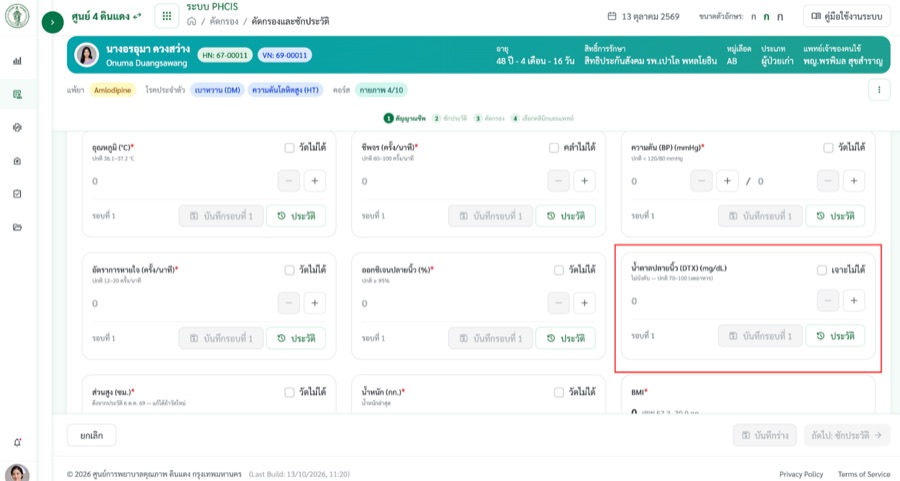 ระบบ PHCIS
ศูนย์ 4 ดินแดง
/ คัดกรอง / คัดกรองและซักประวัติ
13 ตุลาคม 2569
ขนาดตัวอักษร: ก ก ก
คู่มือใช้งานระบบ
นางอรอุมา ดวงสว่าง
Onuma Duangsawang
HN: 67-00011
VN: 69-00011
อายุ
48 ปี - 4 เดือน - 16 วัน
สิทธิ์การรักษา
สิทธิประกันสังคม รพ.เปาโล พหลโยธิน
หมู่เลือด
AB
ประเภท
ผู้ป่วยเก่า
แพทย์เจ้าของคนไข้
พญ.พรพิมล สุขสำราญ
แพ้ยา Amlodipine โรคประจำตัว เบาหวาน (DM) ความดันโลหิตสูง (HT) คอร์ส กายภาพ 4/10
1 สัญญาณชีพ 2 ซักประวัติ 3 คัดกรอง 4 เลือกคลินิกและแพทย์
อุณหภูมิ (°C)*
วัดไม่ได้
ปกติ 36.1–37.2 °C
0 − +
รอบที่ 1 บันทึกรอบที่ 1 ประวัติ
ชีพจร (ครั้ง/นาที)*
คลำไม่ได้
ปกติ 60–100 ครั้ง/นาที
0 − +
รอบที่ 1 บันทึกรอบที่ 1 ประวัติ
ความดัน (BP) (mmHg)*
วัดไม่ได้
ปกติ < 120/80 mmHg
0 − + / 0 − +
รอบที่ 1 บันทึกรอบที่ 1 ประวัติ
อัตราการหายใจ (ครั้ง/นาที)*
วัดไม่ได้
ปกติ 12–20 ครั้ง/นาที
0 − +
รอบที่ 1 บันทึกรอบที่ 1 ประวัติ
ออกซิเจนปลายนิ้ว (%)*
วัดไม่ได้
ปกติ ≥ 95%
0 − +
รอบที่ 1 บันทึกรอบที่ 1 ประวัติ
น้ำตาลปลายนิ้ว (DTX) (mg/dL)
เจาะไม่ได้
ไม่บังคับ — ปกติ 70–100 (งดอาหาร)
0 − +
รอบที่ 1 บันทึกรอบที่ 1 ประวัติ
ส่วนสูง (ซม.)*
วัดไม่ได้
น้ำหนัก (กก.)*
วัดไม่ได้
น้ำหนักล่าสุด
BMI*
ยกเลิก
บันทึกร่าง
ถัดไป: ซักประวัติ →
© 2026 ศูนย์การพยาบาลคุณภาพ ดินแดง กรุงเทพมหานคร (Last Build: 13/10/2026, 11:20)
Privacy Policy Terms of Service